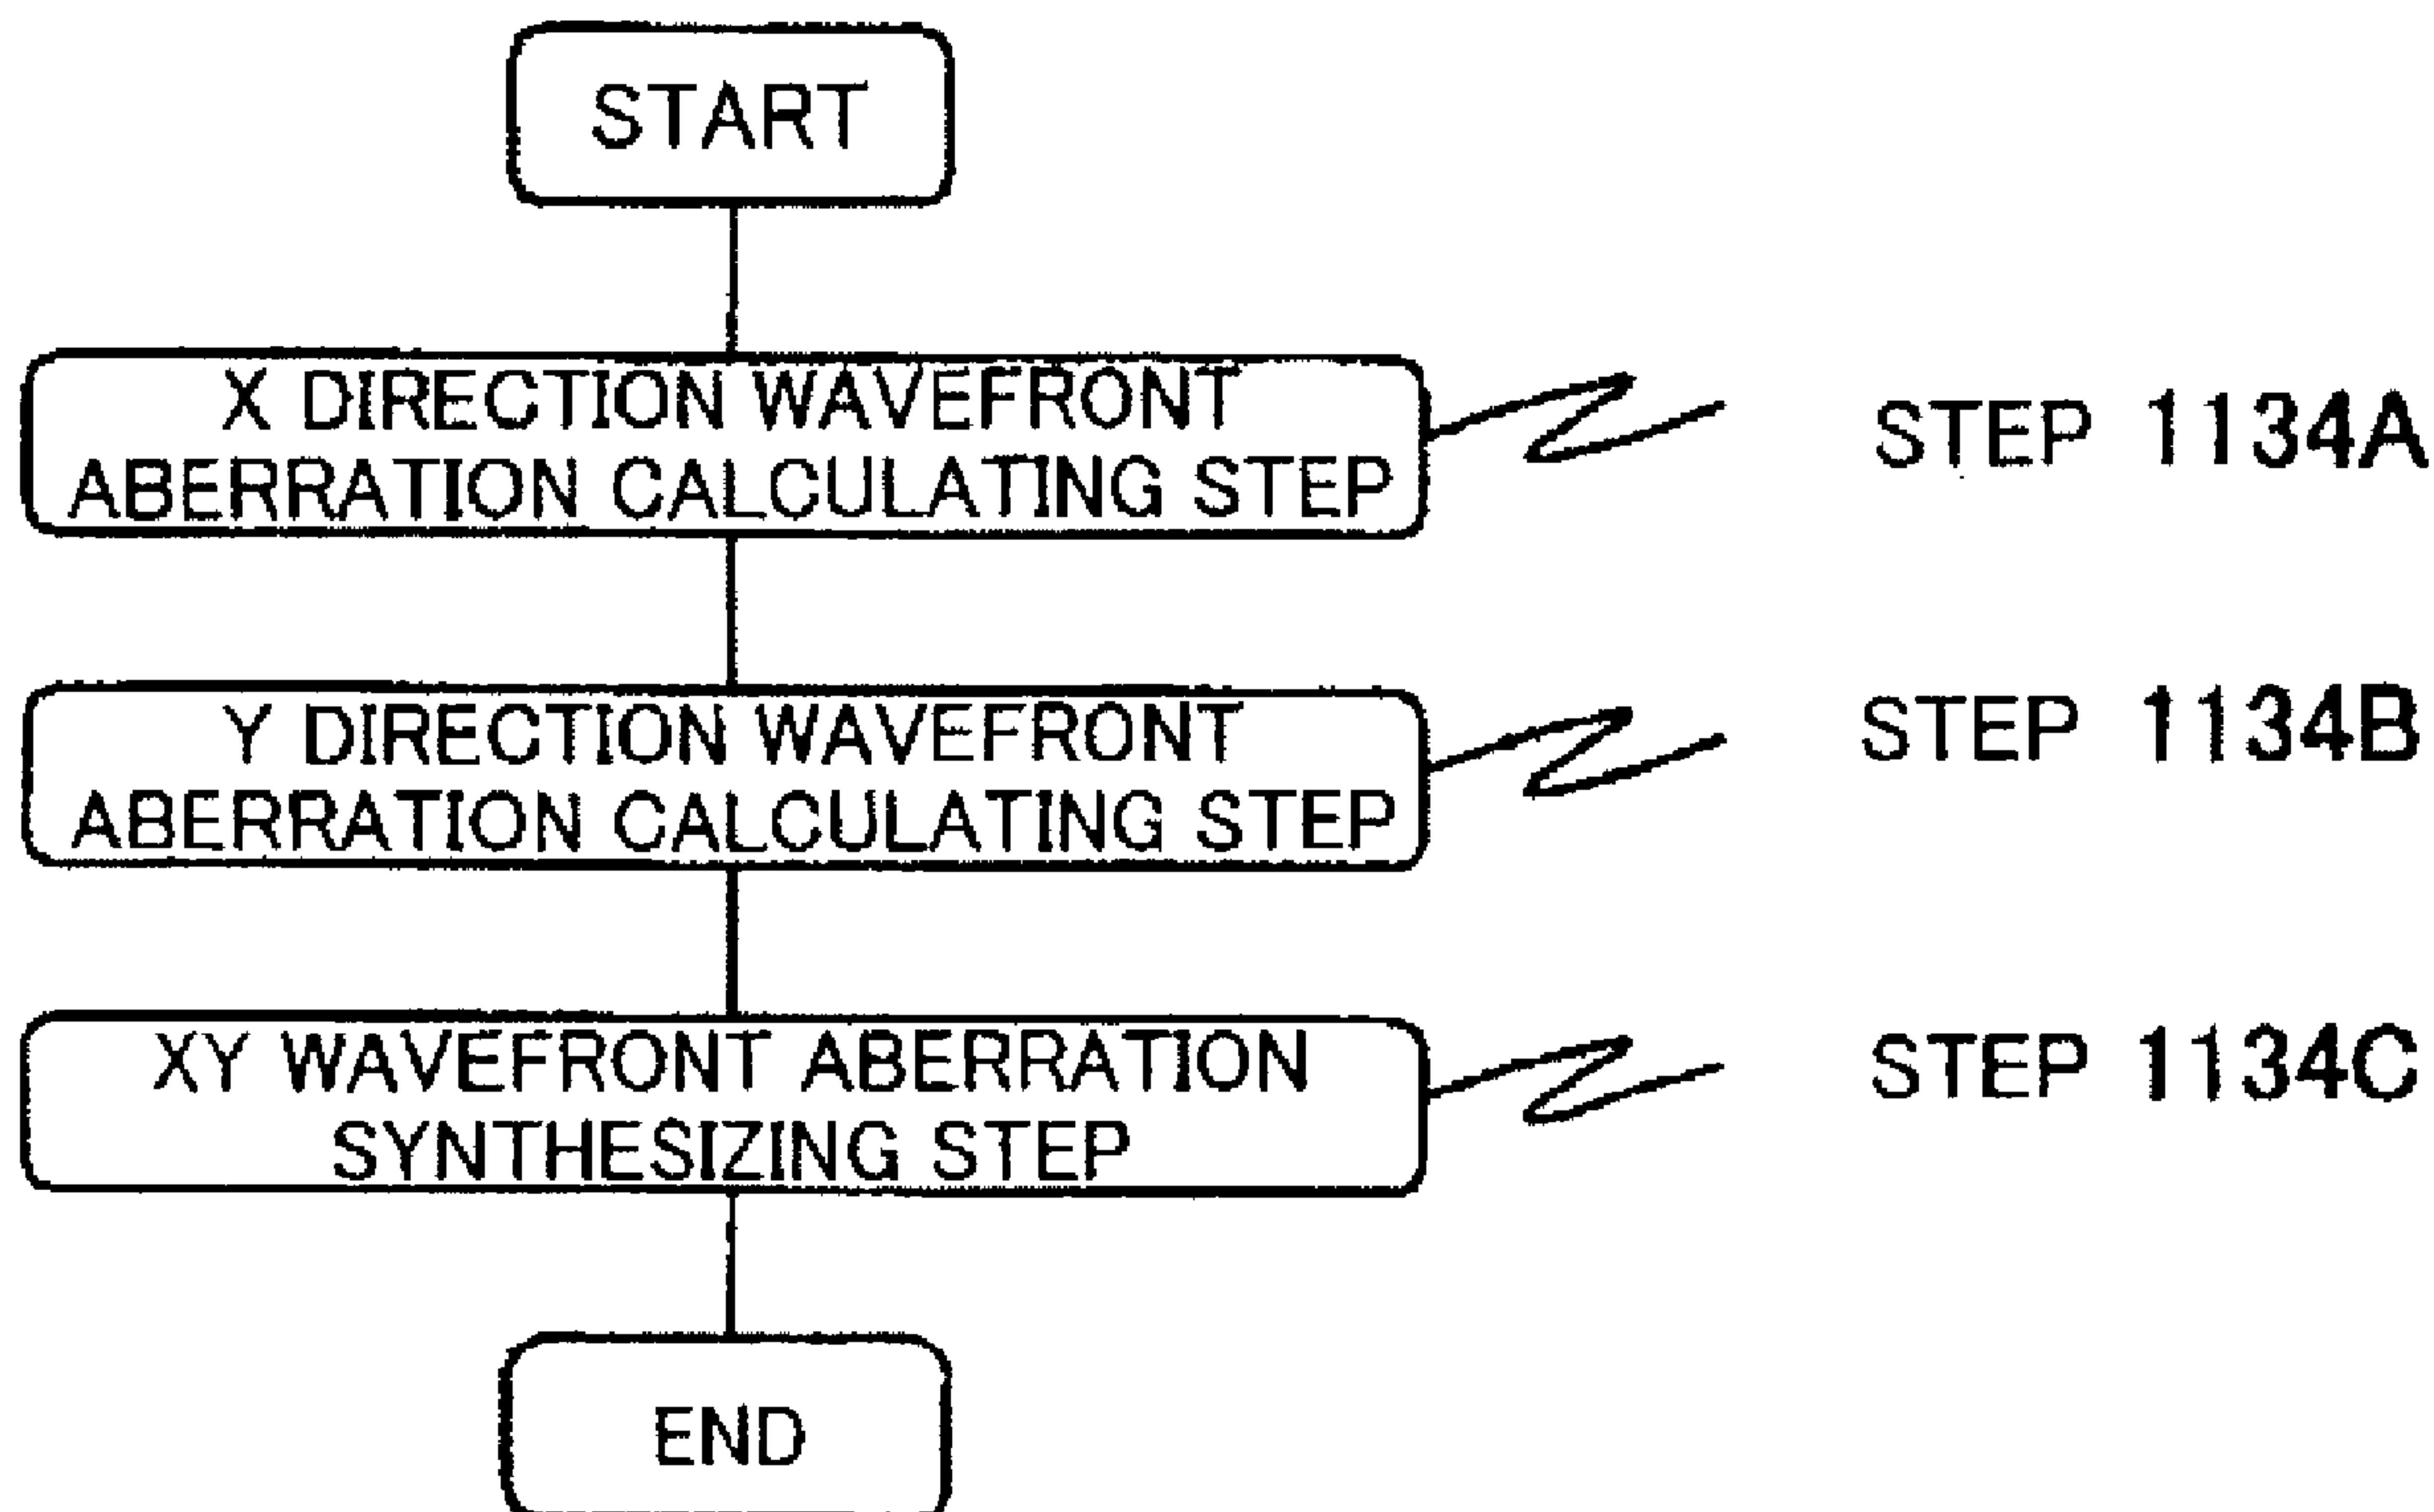 START
X DIRECTION WAVEFRONT
ABERRATION CALCULATING STEP
STEP 1134A
Y DIRECTION WAVEFRONT
ABERRATION CALCULATING STEP
STEP 1134B
XY WAVEFRONT ABERRATION
SYNTHESIZING STEP
STEP 1134C
END